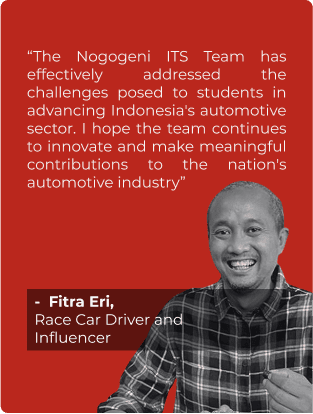 “The Nogogeni ITS Team has
effectively addressed the
challenges posed to students in
advancing Indonesia's automotive
sector. I hope the team continues
to innovate and make meaningful
contributions to the nation's
automotive industry”
- Fitra Eri,
Race Car Driver and
Influencer